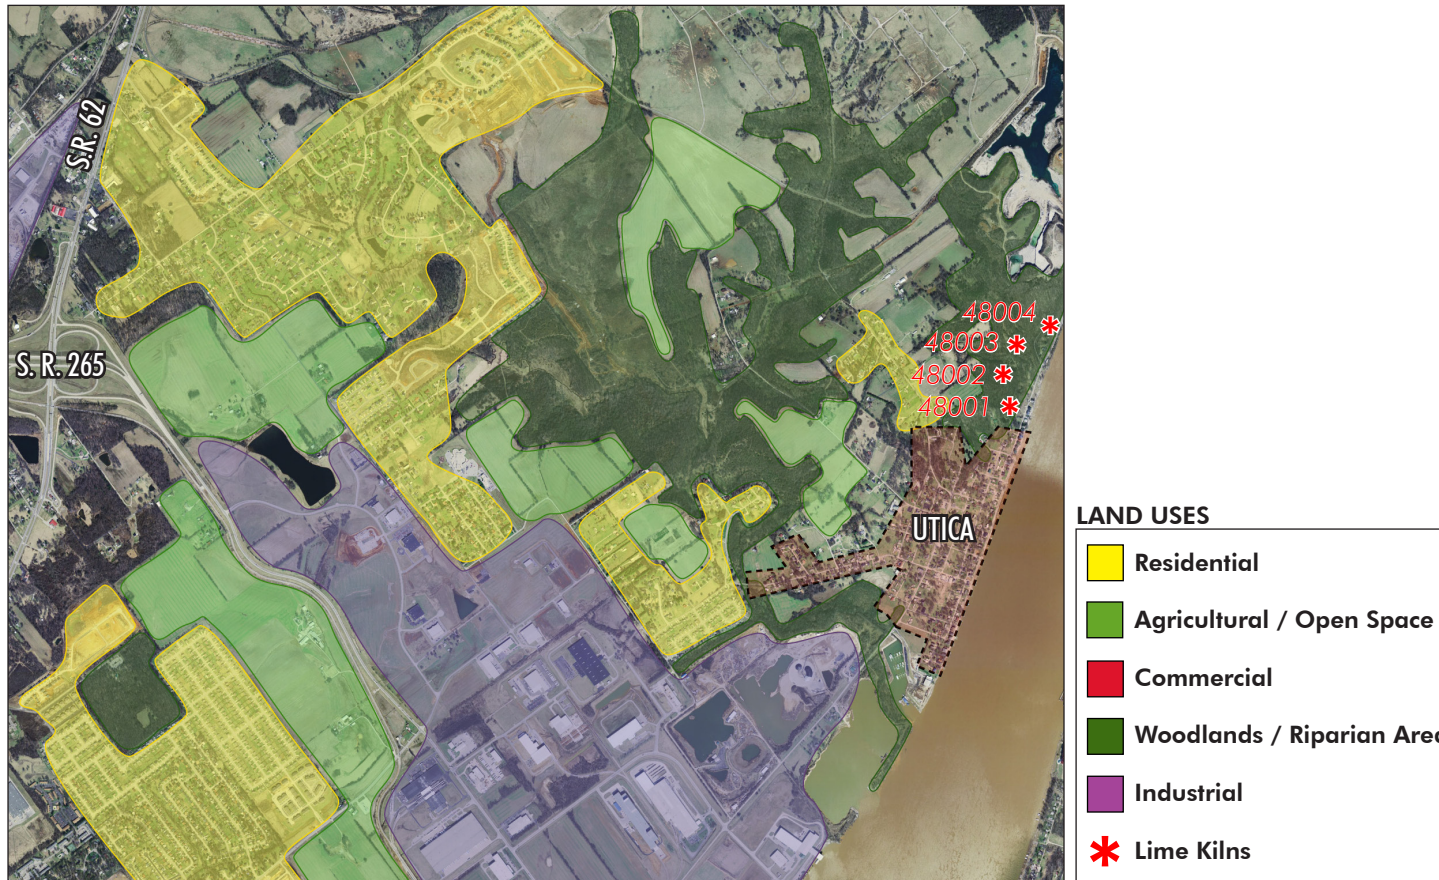 S.R. 62
S. R. 265
48004
48003
48002
48001
UTICA
LAND USES
Residential
Agricultural / Open Space
Commercial
Woodlands / Riparian Area
Industrial
Lime Kilns